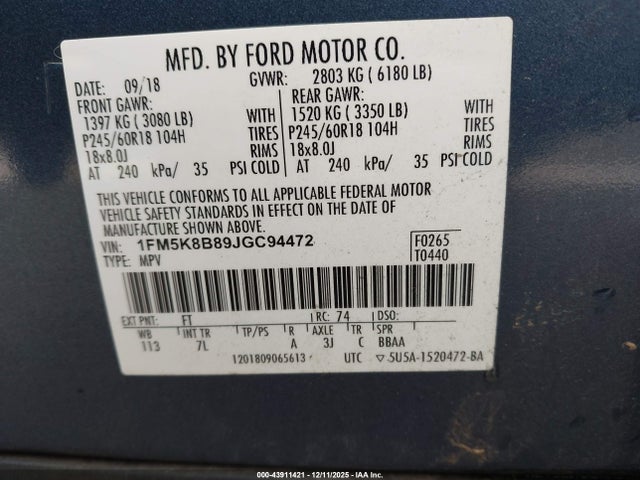 MFD. BY FORD MOTOR CO.
DATE: 09/18 GVWR: 2803 KG ( 6180 LB)
FRONT GAWR: REAR GAWR:
1397 KG ( 3080 LB) WITH 1520 KG ( 3350 LB) WITH
P245/60R18 104H TIRES P245/60R18 104H TIRES
18x8.0J RIMS 18x8.0J RIMS
AT 240 kPa/ 35 PSI COLD AT 240 kPa/ 35 PSI COLD
THIS VEHICLE CONFORMS TO ALL APPLICABLE FEDERAL MOTOR
VEHICLE SAFETY STANDARDS IN EFFECT ON THE DATE OF
MANUFACTURE SHOWN ABOVE.
VIN: 1FM5K8B89JGC94472 F0265
TYPE: MPV T0440
EXT PNT: FT RC: 74 DSO:
WB INT TR TP/PS R AXLE TR SPR
113 7L A 3J C BBAA
1201809065613 UTC ▽5U5A-1520472-BA
000-43911421 - 12/11/2025 - IAA Inc.